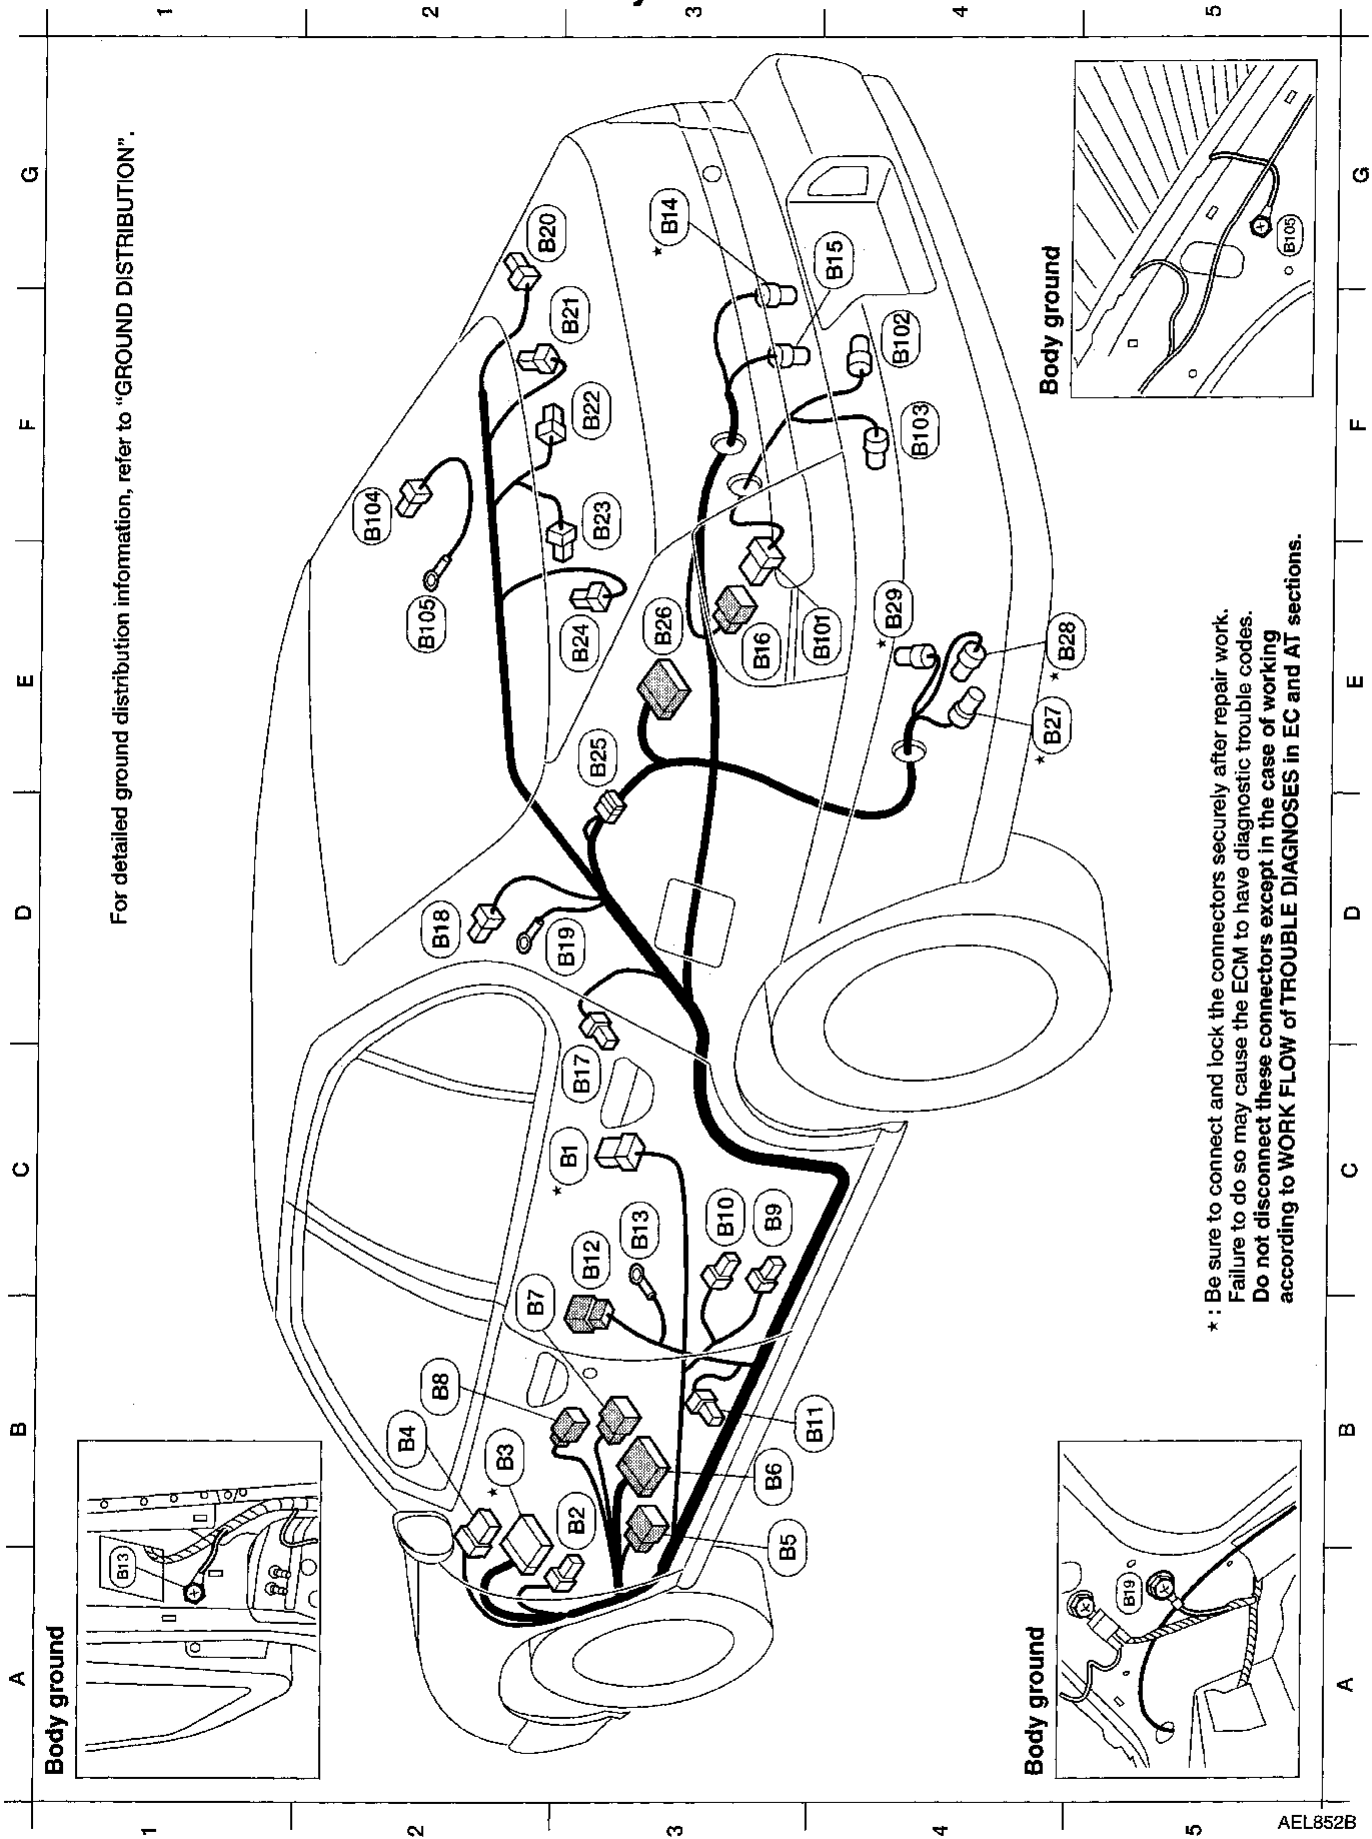 1
2
3
4
5
G
F
E
D
C
B
A
For detailed ground distribution information, refer to “GROUND DISTRIBUTION”.
B20
B21
B22
B104
B23
B105
B24
B26
B25
B18
B19
B17
B1
★
B12
B13
B7
B10
B9
B8
B4
B3
★
B2
B5
B6
B11
B14
★
B15
B102
B103
B16
B101
B29
★
B28
★
B27
★
Body ground
B13
Body ground
B19
Body ground
B105
★: Be sure to connect and lock the connectors securely after repair work.
Failure to do so may cause the ECM to have diagnostic trouble codes.
Do not disconnect these connectors except in the case of working
according to WORK FLOW of TROUBLE DIAGNOSES in EC and AT sections.
G
F
E
D
C
B
A
1
2
3
4
5
AEL852B